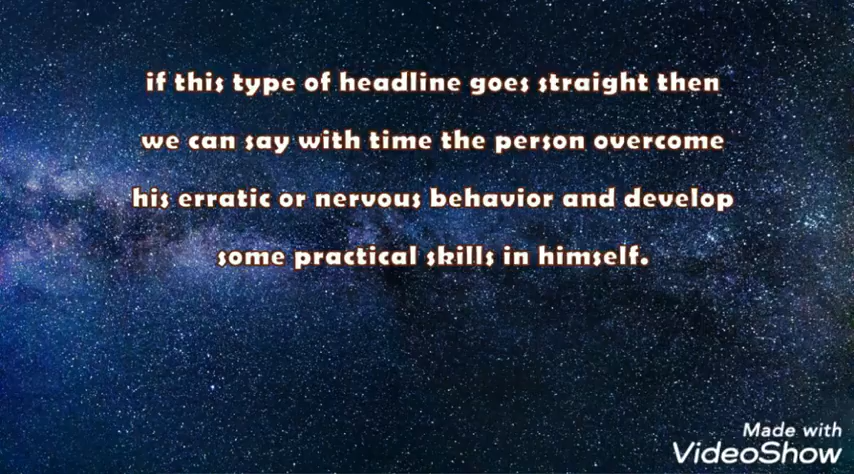 if this type of headline goes straight then
we can say with time the person overcome
his erratic or nervous behavior and develop
some practical skills in himself.
Made with
VideoShow